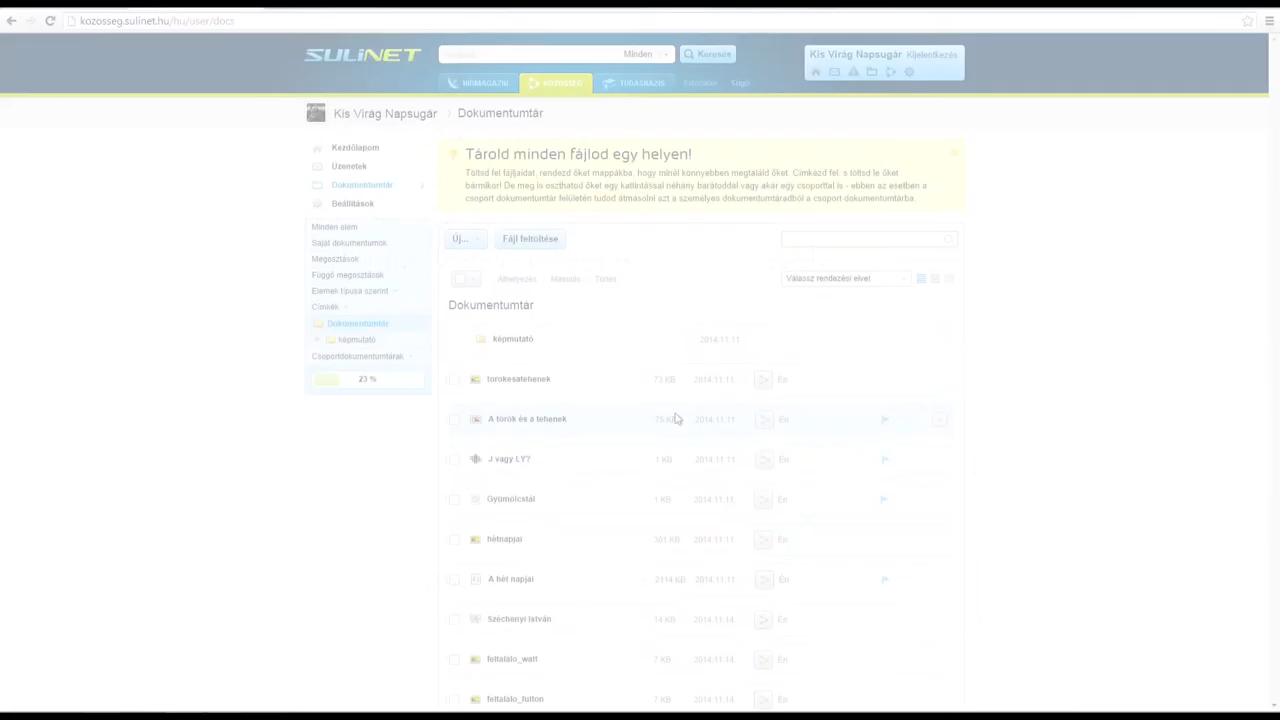 kozosseg.sulinet.hu/hu/user/docs
SULINET
Minden
Keresés
Kis Virág Napsugár Kijelentkezés
HÍRMAGAZIN
KÖZÖSSÉG
TUDÁSBÁZIS
Súgó
Kis Virág Napsugár
Dokumentumtár
Kezdőlapom
Üzenetek
Dokumentumtár
Beállítások
Minden elem
Saját dokumentumok
Megosztások
Függő megosztások
Elemek típusa szerint
Címkék
Dokumentumtár
képmutató
Csoportdokumentumtárak
23 %
Tárold minden fájlod egy helyen!
Töltsd fel fájljaidat, rendezd őket mappákba, hogy minél könnyebben megtaláld őket. Címkézd fel, s töltsd le őket
bármikor! De meg is oszthatod őket egy kattintással néhány barátoddal vagy akár egy csoporttal is - ebben az esetben a
csoport dokumentumtár felületén tudod átmásolni azt a személyes dokumentumtáradból a csoport dokumentumtárba.
Új...
Fájl feltöltése
Áthelyezés
Másolás
Törlés
Válassz rendezési elvet
Dokumentumtár
képmutató 2014.11.11
torokesatehenek 73 KB 2014.11.11. Én
A török és a tehenek 75 KB 2014.11.11. Én
J vagy LY? 1 KB 2014.11.11. Én
Gyümölcstál 1 KB 2014.11.11. Én
hétnapjai 301 KB 2014.11.11. Én
A hét napjai 2114 KB 2014.11.11. Én
Széchenyi István 14 KB 2014.11.14. Én
feltalalo_watt 7 KB 2014.11.14. Én
feltalalo_fulton 7 KB 2014.11.14. Én